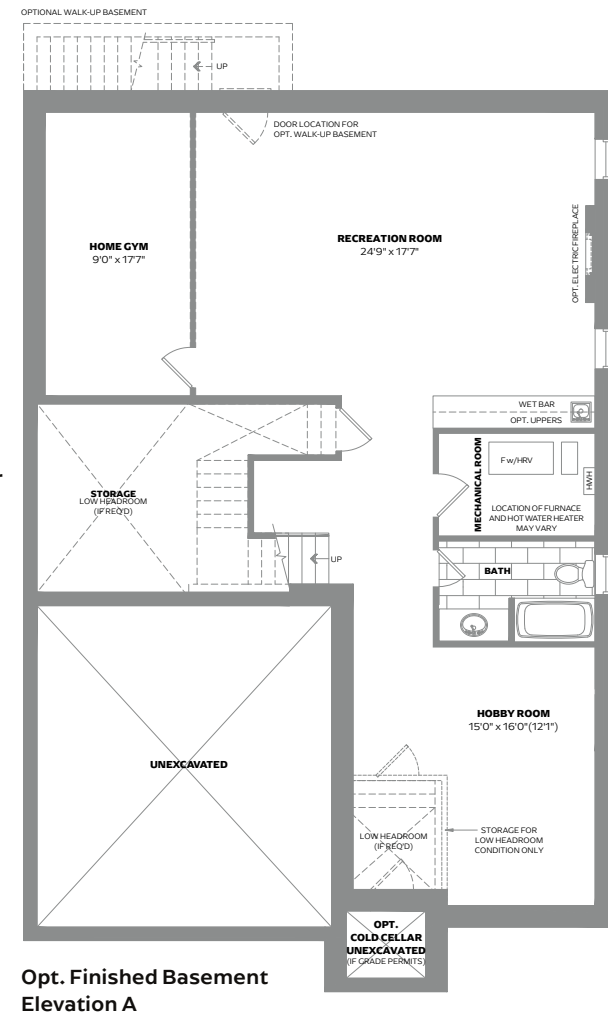 OPTIONAL WALK-UP BASEMENT
UP
DOOR LOCATION FOR
OPT. WALK-UP BASEMENT
HOME GYM
9'0" x 17'7"
RECREATION ROOM
24'9" x 17'7"
OPT. ELECTRIC FIREPLACE
WET BAR
OPT. UPPERS
MECHANICAL ROOM
F w/HRV
HWH
LOCATION OF FURNACE
AND HOT WATER HEATER
MAY VARY
STORAGE
LOW HEADROOM
(IF REQ'D)
UP
BATH
HOBBY ROOM
15'0" x 16'0"(12'1")
UNEXCAVATED
LOW HEADROOM
(IF REQ'D)
STORAGE FOR
LOW HEADROOM
CONDITION ONLY
OPT.
COLD CELLAR
UNEXCAVATED
(IF GRADE PERMITS)
Opt. Finished Basement
Elevation A